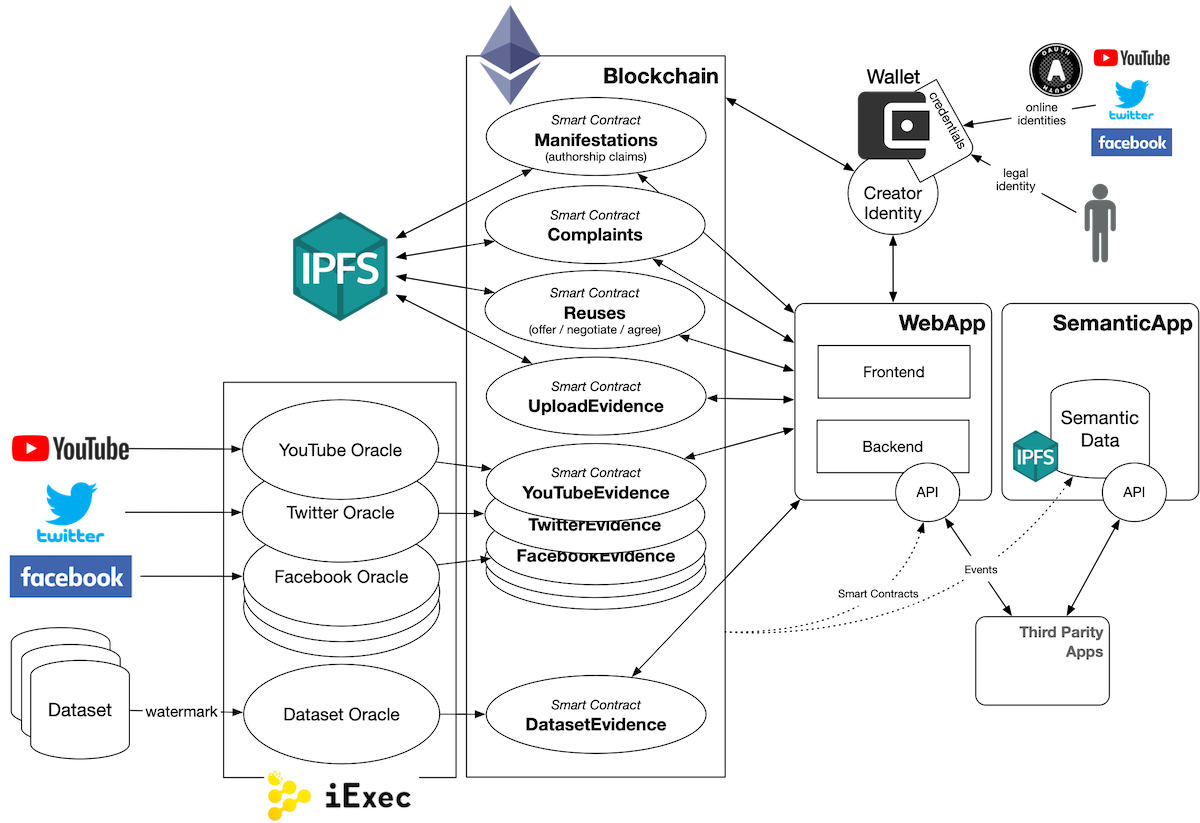 Blockchain
Smart Contract
Manifestations
(authorship claims)
Smart Contract
Complaints
Smart Contract
Reuses
(offer / negotiate / agree)
Smart Contract
UploadEvidence
Smart Contract
YouTubeEvidence
TwitterEvidence
FacebookEvidence
Smart Contract
DatasetEvidence
IPFS
YouTube
twitter
facebook
Dataset
watermark
YouTube Oracle
Twitter Oracle
Facebook Oracle
Dataset Oracle
iExec
Wallet
credentials
Creator
Identity
OAUTH
A
OAUTH
YouTube
twitter
facebook
online
identities
legal
identity
WebApp
Frontend
Backend
API
SemanticApp
Semantic
Data
IPFS
API
Events
Smart Contracts
Third Parity
Apps